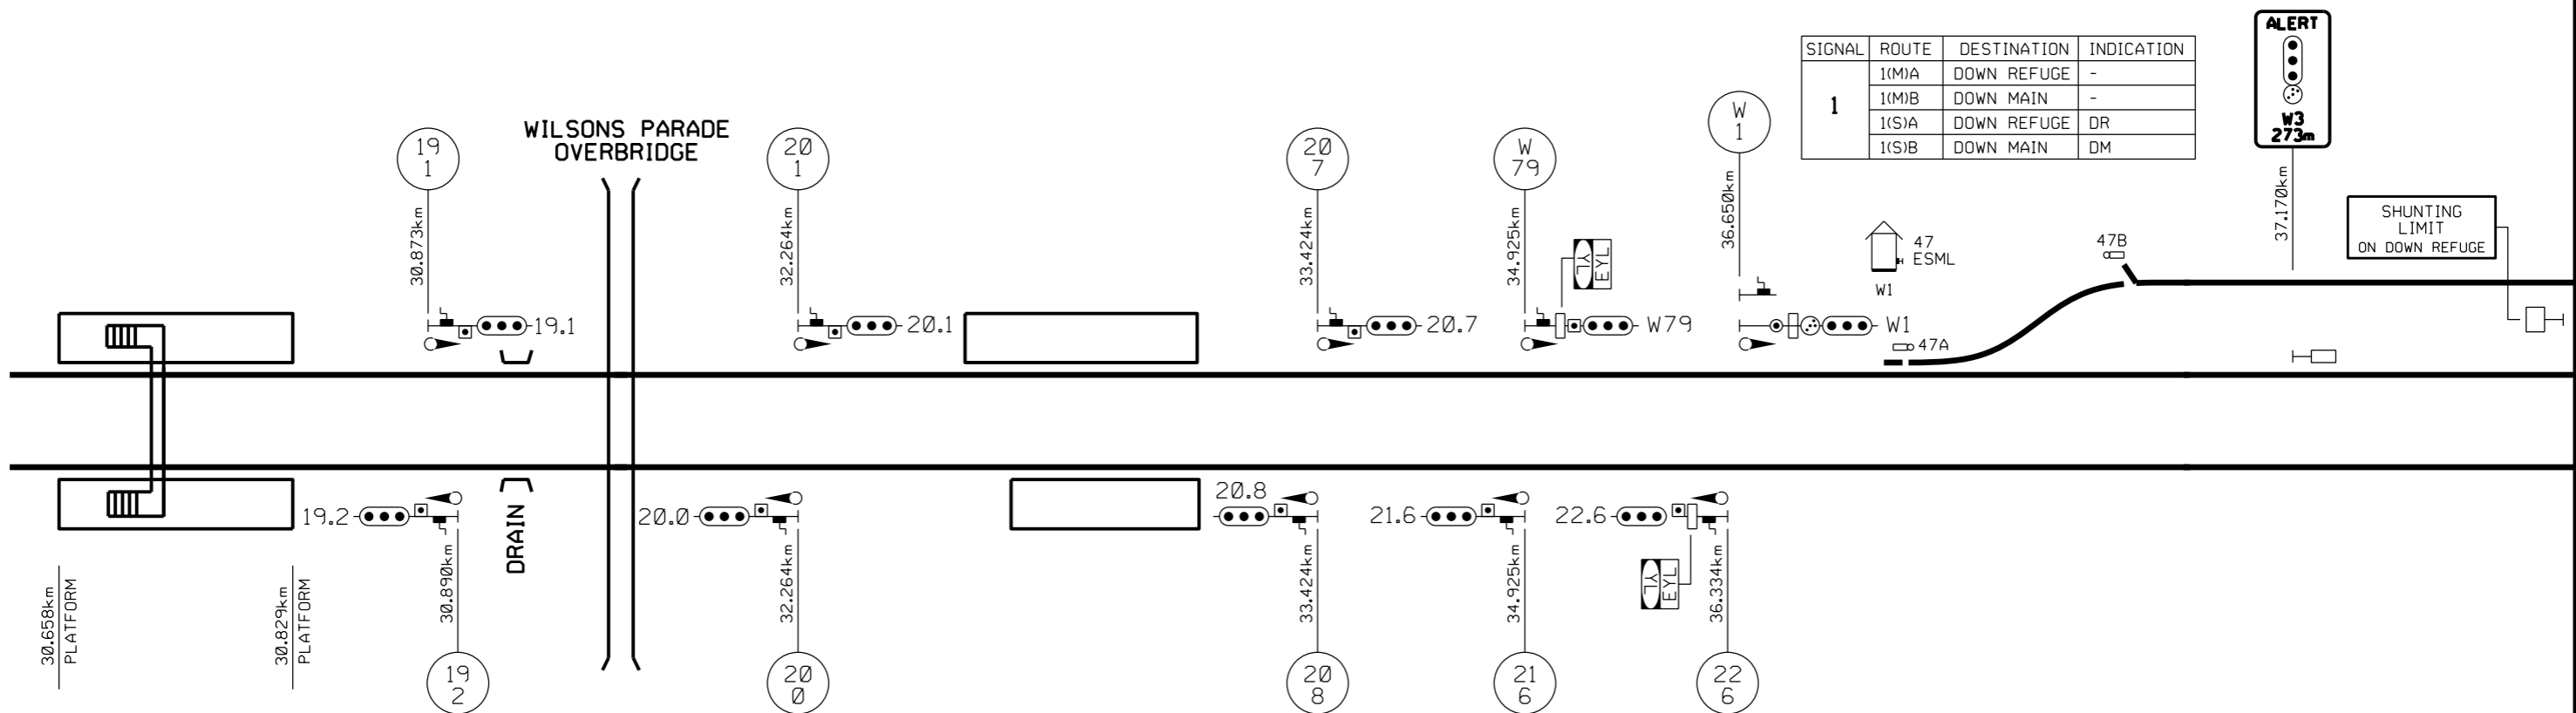 ALERT
W3
273m
SIGNAL ROUTE DESTINATION INDICATION
1
1(M)A DOWN REFUGE -
1(M)B DOWN MAIN -
1(S)A DOWN REFUGE DR
1(S)B DOWN MAIN DM
WILSONS PARADE
OVERBRIDGE
19
1
20
1
20
7
W
79
W
1
30.873km
32.264km
33.424km
34.925km
36.650km
37.170km
YL
EYL
47
ESML
W1
47B
SHUNTING
LIMIT
ON DOWN REFUGE
19.1
20.1
20.7
W79
W1
47A
19.2
20.0
20.8
21.6
22.6
DRAIN
YL
EYL
30.658km
PLATFORM
30.829km
PLATFORM
30.890km
32.264km
33.424km
34.925km
36.334km
19
2
20
0
20
8
21
6
22
6